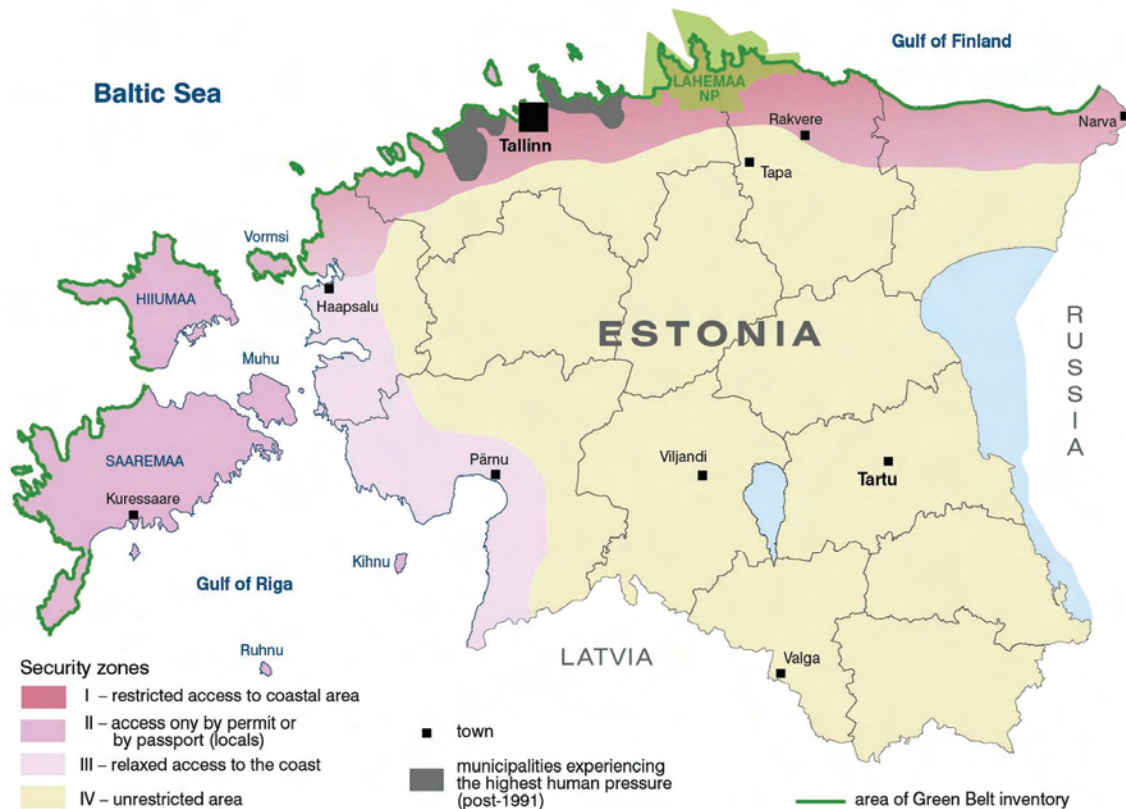 Gulf of Finland
Baltic Sea
LAHEMAA
NP
Rakvere
Narva
Tallinn
Tapa
Vormsi
HIIUMAA
Haapsalu
ESTONIA
RUSSIA
Muhu
SAAREMAA
Pärnu
Viljandi
Tartu
Kuressaare
Kihnu
Gulf of Riga
Ruhnu
LATVIA
Valga
Security zones
I – restricted access to coastal area
II – access ony by permit or
by passport (locals)
III – relaxed access to the coast
IV – unrestricted area
town
municipalities experiencing
the highest human pressure
(post-1991)
area of Green Belt inventory